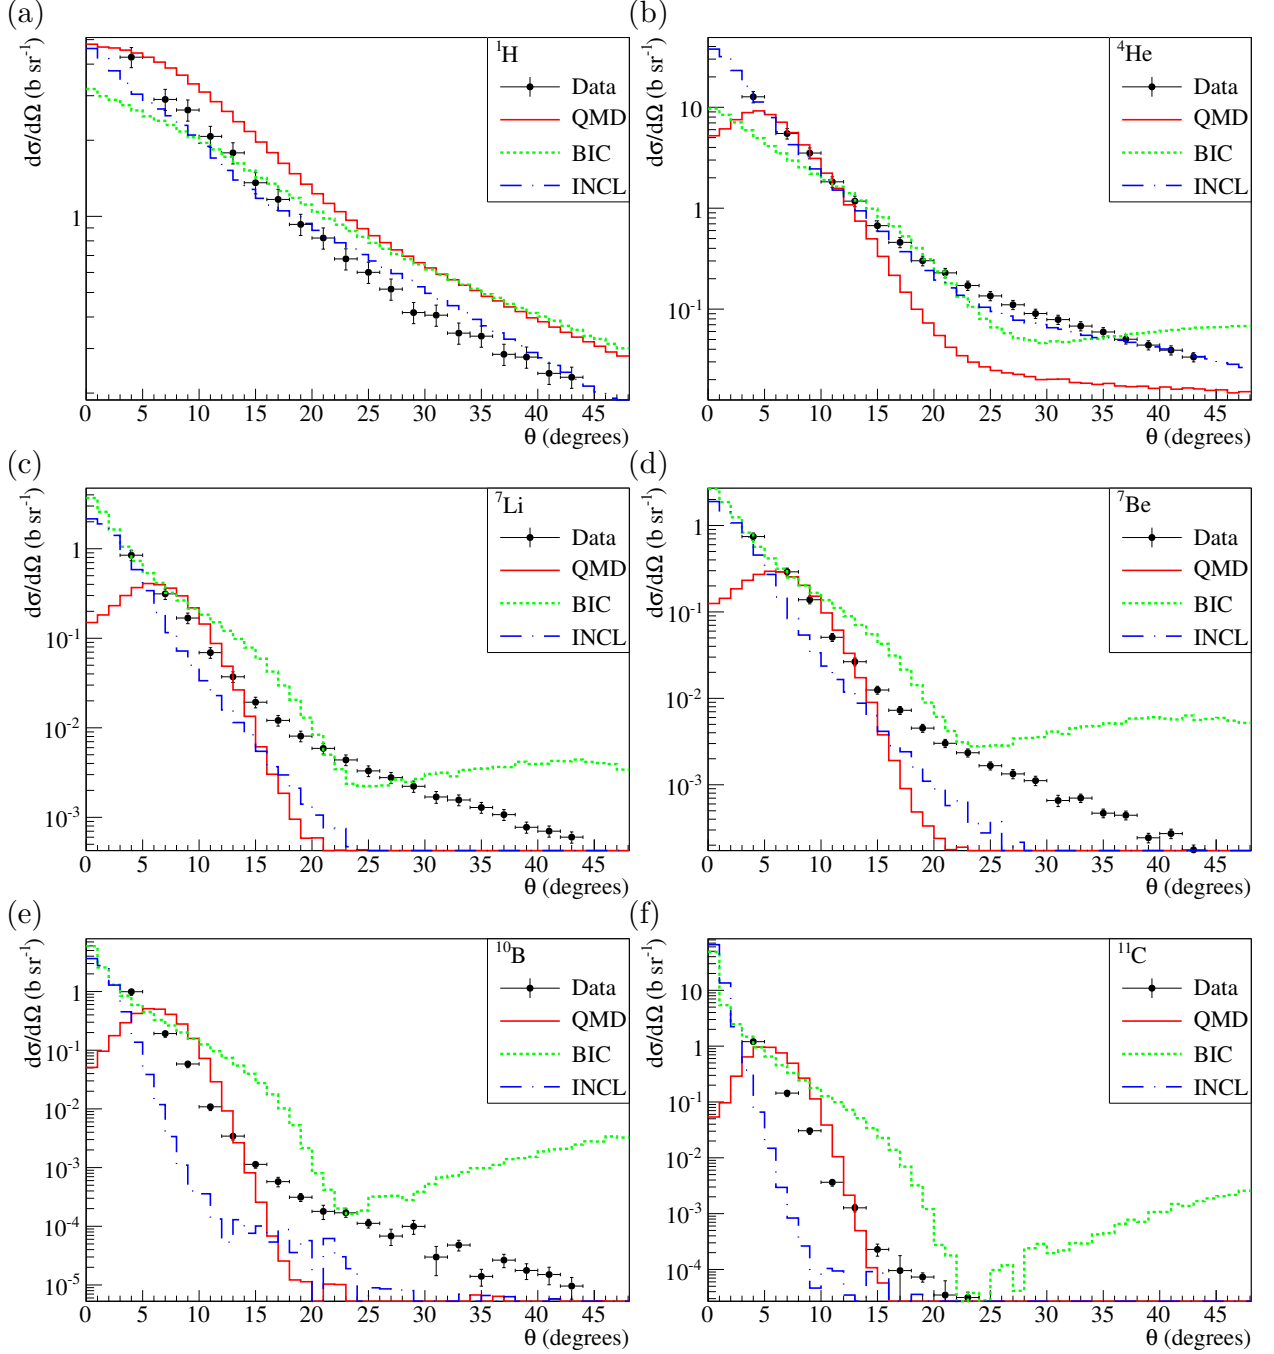 (a)
dσ/dΩ (b sr⁻¹)
¹H
Data
QMD
BIC
INCL
1
0 5 10 15 20 25 30 35 40 45
θ (degrees)
(b)
dσ/dΩ (b sr⁻¹)
⁴He
Data
QMD
BIC
INCL
10
1
10⁻¹
0 5 10 15 20 25 30 35 40 45
θ (degrees)
(c)
dσ/dΩ (b sr⁻¹)
⁷Li
Data
QMD
BIC
INCL
1
10⁻¹
10⁻²
10⁻³
0 5 10 15 20 25 30 35 40 45
θ (degrees)
(d)
dσ/dΩ (b sr⁻¹)
⁷Be
Data
QMD
BIC
INCL
1
10⁻¹
10⁻²
10⁻³
0 5 10 15 20 25 30 35 40 45
θ (degrees)
(e)
dσ/dΩ (b sr⁻¹)
¹⁰B
Data
QMD
BIC
INCL
1
10⁻¹
10⁻²
10⁻³
10⁻⁴
10⁻⁵
0 5 10 15 20 25 30 35 40 45
θ (degrees)
(f)
dσ/dΩ (b sr⁻¹)
¹¹C
Data
QMD
BIC
INCL
10
1
10⁻¹
10⁻²
10⁻³
10⁻⁴
0 5 10 15 20 25 30 35 40 45
θ (degrees)